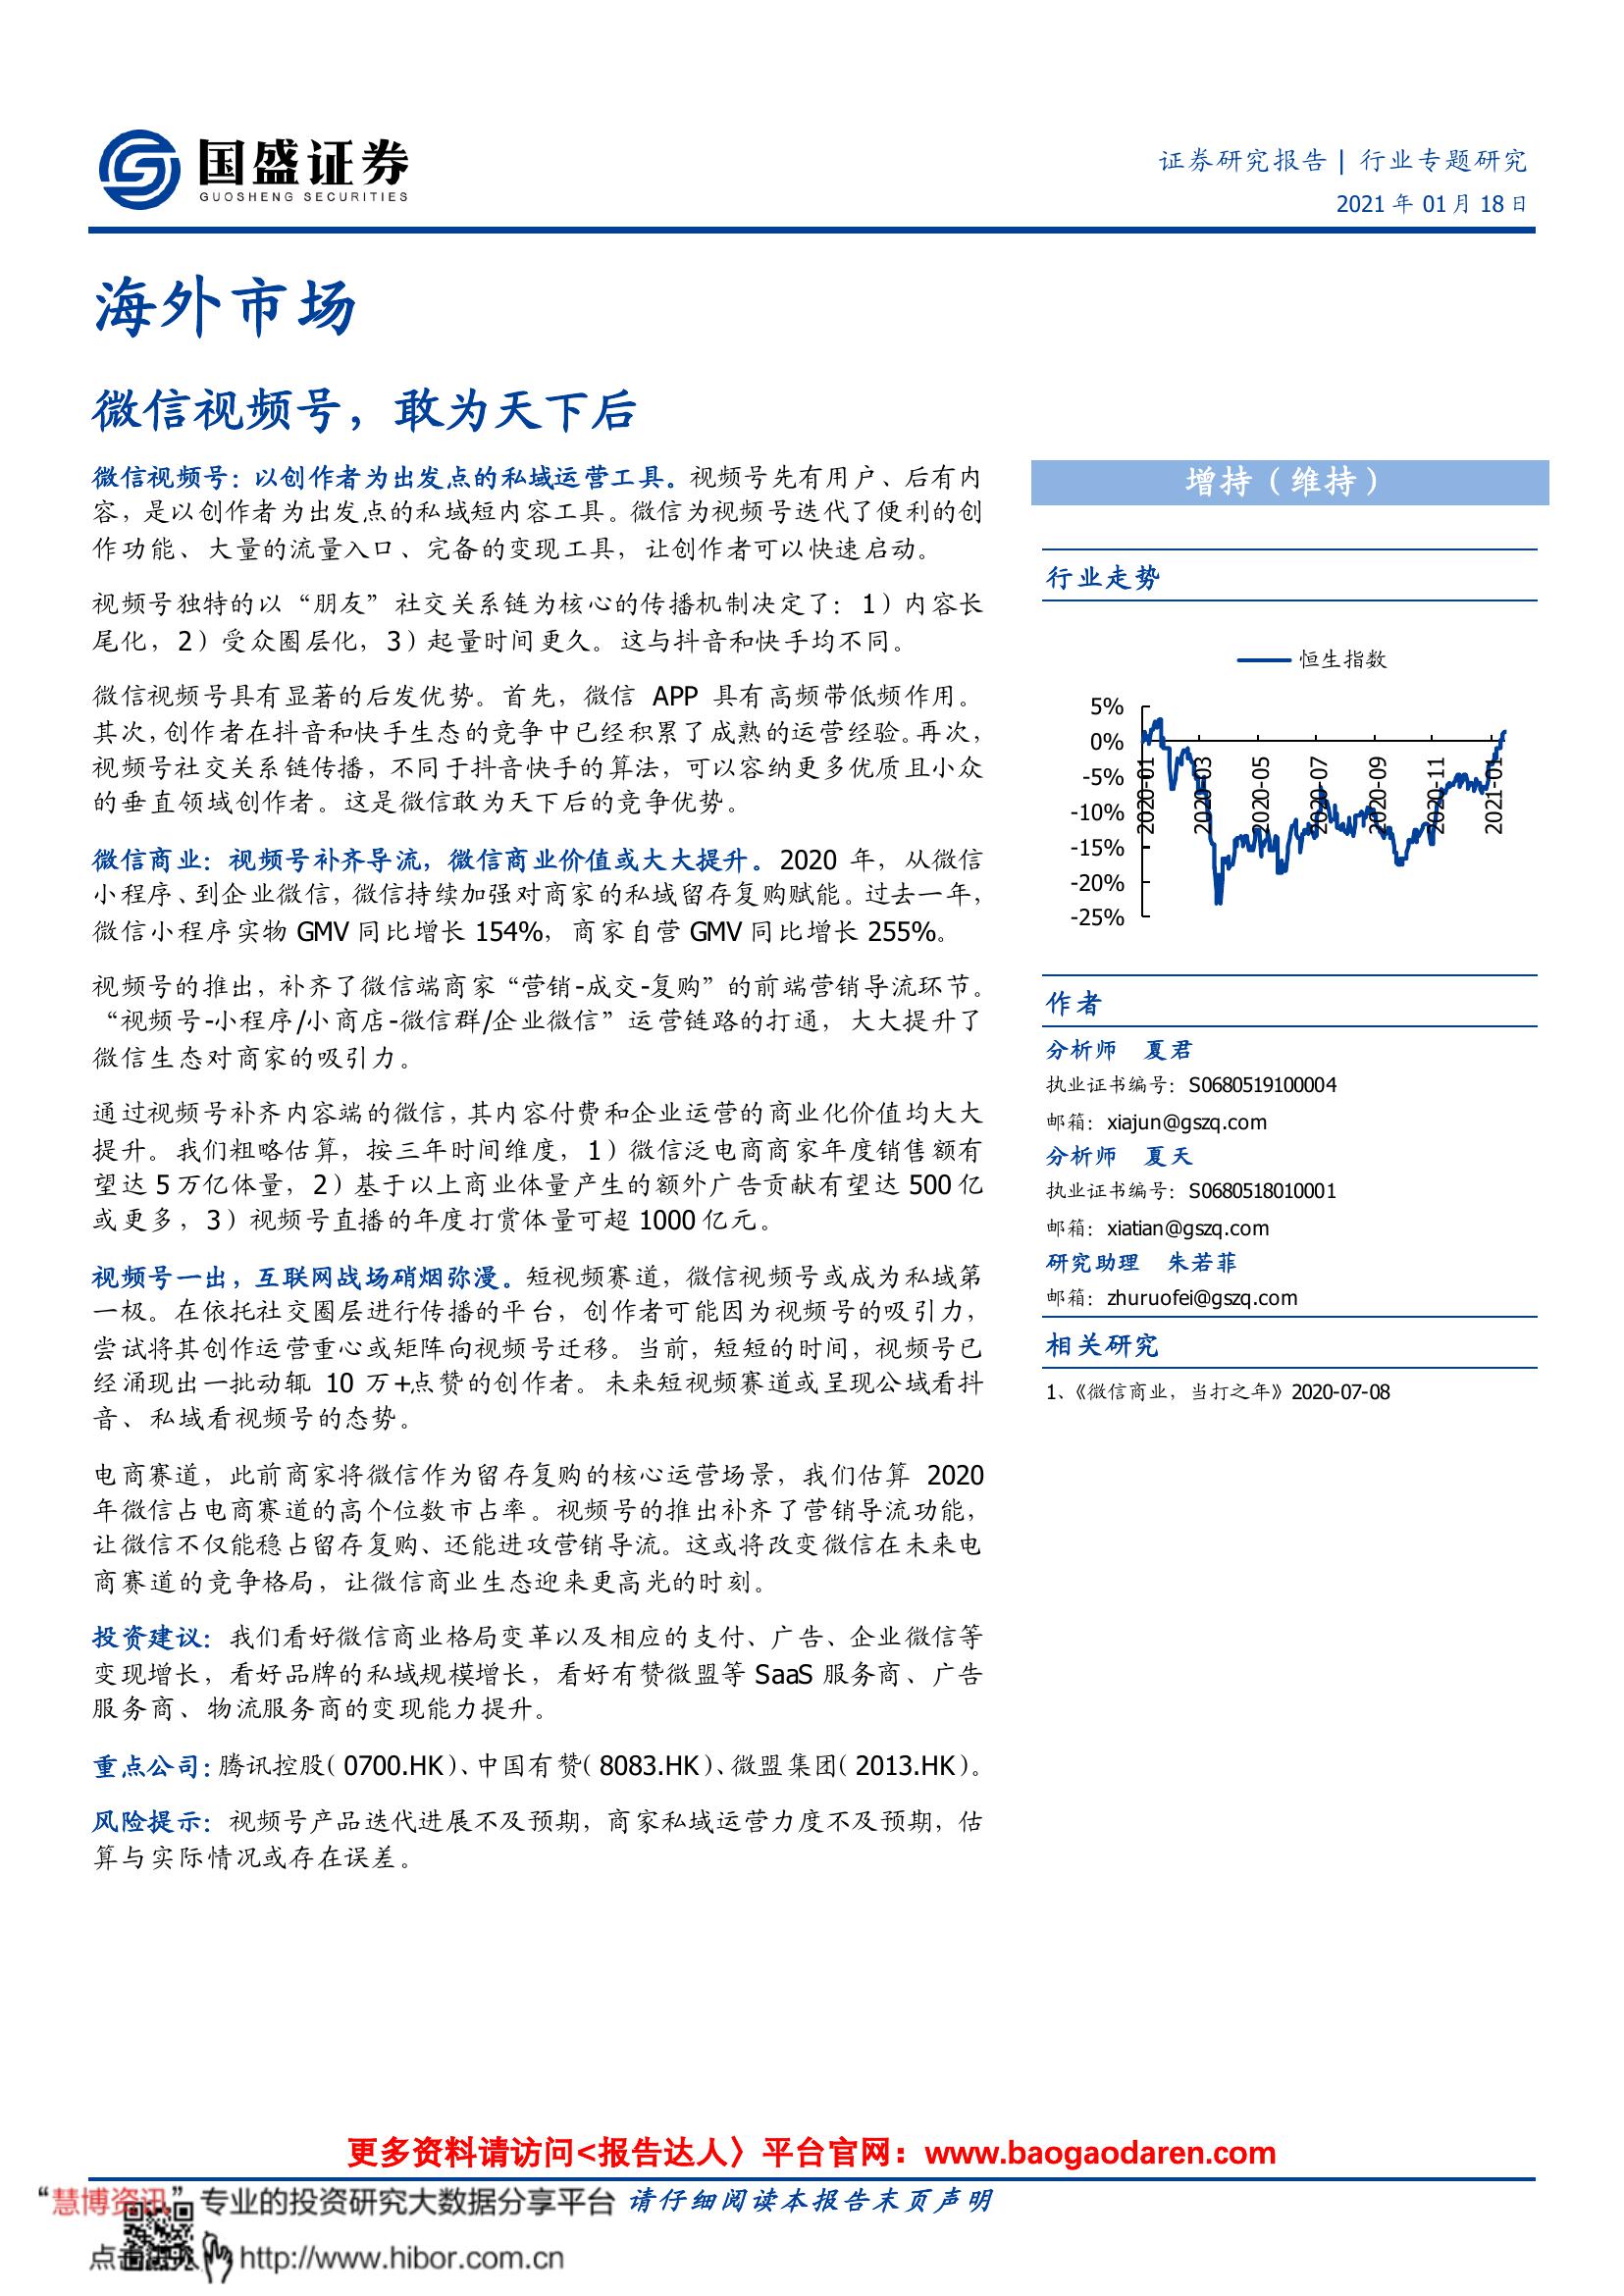 国盛证券
GUOSHENG SECURITIES
证券研究报告 | 行业专题研究
2021 年 01 月 18 日
海外市场
微信视频号，敢为天下后
微信视频号：以创作者为出发点的私域运营工具。视频号先有用户、后有内
容，是以创作者为出发点的私域短内容工具。微信为视频号迭代了便利的创
作功能、大量的流量入口、完备的变现工具，让创作者可以快速启动。
视频号独特的以“朋友”社交关系链为核心的传播机制决定了：1）内容长
尾化，2）受众圈层化，3）起量时间更久。这与抖音和快手均不同。
微信视频号具有显著的后发优势。首先，微信 APP 具有高频带低频作用。
其次，创作者在抖音和快手生态的竞争中已经积累了成熟的运营经验。再次，
视频号社交关系链传播，不同于抖音快手的算法，可以容纳更多优质且小众
的垂直领域创作者。这是微信敢为天下后的竞争优势。
微信商业：视频号补齐导流，微信商业价值或大大提升。2020 年，从微信
小程序、到企业微信，微信持续加强对商家的私域留存复购赋能。过去一年，
微信小程序实物 GMV 同比增长 154%，商家自营 GMV 同比增长 255%。
视频号的推出，补齐了微信端商家“营销-成交-复购”的前端营销导流环节。
“视频号-小程序/小商店-微信群/企业微信”运营链路的打通，大大提升了
微信生态对商家的吸引力。
通过视频号补齐内容端的微信，其内容付费和企业运营的商业化价值均大大
提升。我们粗略估算，按三年时间维度，1）微信泛电商商家年度销售额有
望达 5 万亿体量，2）基于以上商业体量产生的额外广告贡献有望达 500 亿
或更多，3）视频号直播的年度打赏体量可超 1000 亿元。
视频号一出，互联网战场硝烟弥漫。短视频赛道，微信视频号或成为私域第
一极。在依托社交圈层进行传播的平台，创作者可能因为视频号的吸引力，
尝试将其创作运营重心或矩阵向视频号迁移。当前，短短的时间，视频号已
经涌现出一批动辄 10 万+点赞的创作者。未来短视频赛道或呈现公域看抖
音、私域看视频号的态势。
电商赛道，此前商家将微信作为留存复购的核心运营场景，我们估算 2020
年微信占电商赛道的高个位数市占率。视频号的推出补齐了营销导流功能，
让微信不仅能稳占留存复购、还能进攻营销导流。这或将改变微信在未来电
商赛道的竞争格局，让微信商业生态迎来更高光的时刻。
投资建议：我们看好微信商业格局变革以及相应的支付、广告、企业微信等
变现增长，看好品牌的私域规模增长，看好有赞微盟等 SaaS 服务商、广告
服务商、物流服务商的变现能力提升。
重点公司：腾讯控股（0700.HK）、中国有赞（8083.HK）、微盟集团（2013.HK）。
风险提示：视频号产品迭代进展不及预期，商家私域运营力度不及预期，估
算与实际情况或存在误差。
增持（维持）
行业走势
恒生指数
5%
0%
-5%
-10%
-15%
-20%
-25%
2020-01
2020-03
2020-05
2020-07
2020-09
2020-11
2021-01
作者
分析师 夏君
执业证书编号：S0680519100004
邮箱：xiajun@gszq.com
分析师 夏天
执业证书编号：S0680518010001
邮箱：xiatian@gszq.com
研究助理 朱若菲
邮箱：zhuruofei@gszq.com
相关研究
1、《微信商业，当打之年》2020-07-08
更多资料请访问<报告达人〉平台官网：www.baogaodaren.com
“慧博资讯”专业的投资研究大数据分享平台
请仔细阅读本报告末页声明
点击 http://www.hibor.com.cn